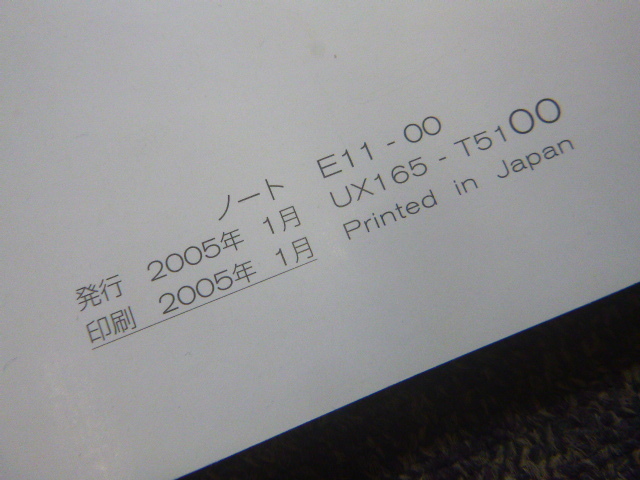 ノート E11 - 00
発行 2005年 1月 UX165 - T5100
印刷 2005年 1月 Printed in Japan